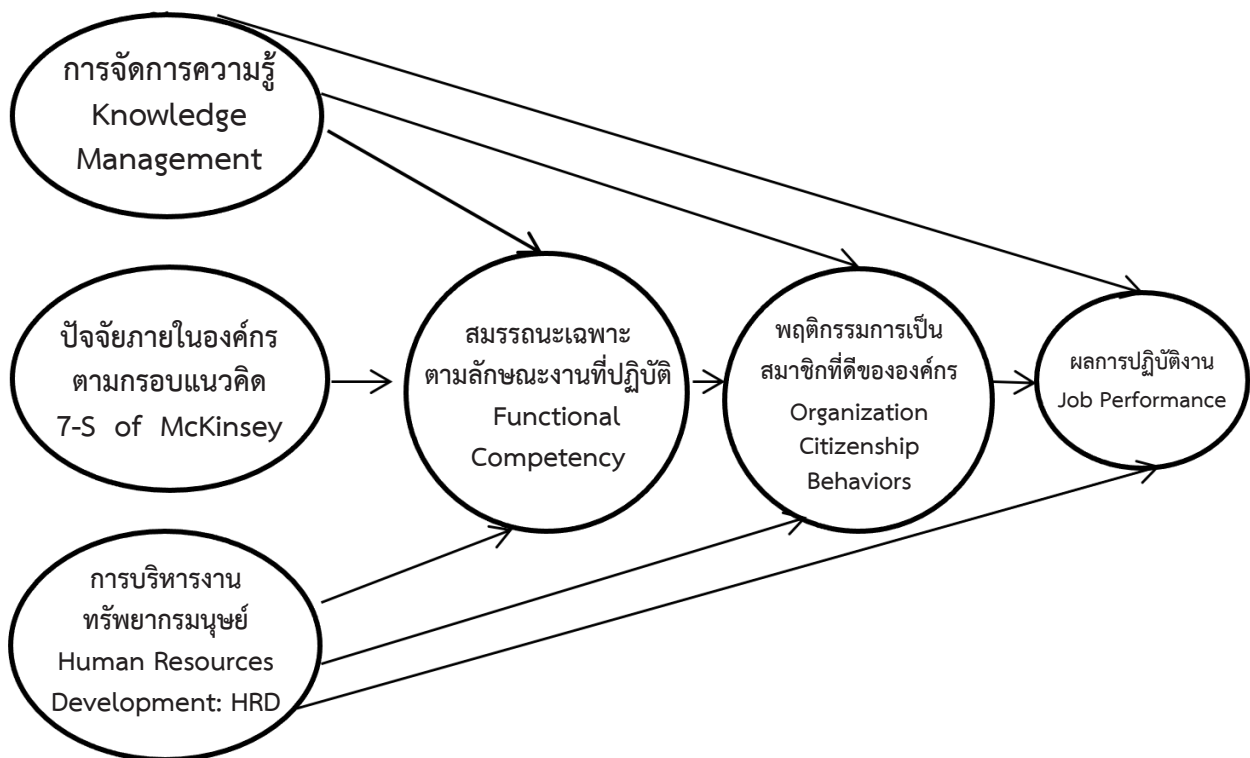 การจัดการความรู้
Knowledge
Management
ปัจจัยภายในองค์กร
ตามกรอบแนวคิด
7-S of McKinsey
การบริหารงาน
ทรัพยากรมนุษย์
Human Resources
Development: HRD
สมรรถนะเฉพาะ
ตามลักษณะงานที่ปฏิบัติ
Functional
Competency
พฤติกรรมการเป็น
สมาชิกที่ดีขององค์กร
Organization
Citizenship
Behaviors
ผลการปฏิบัติงาน
Job Performance